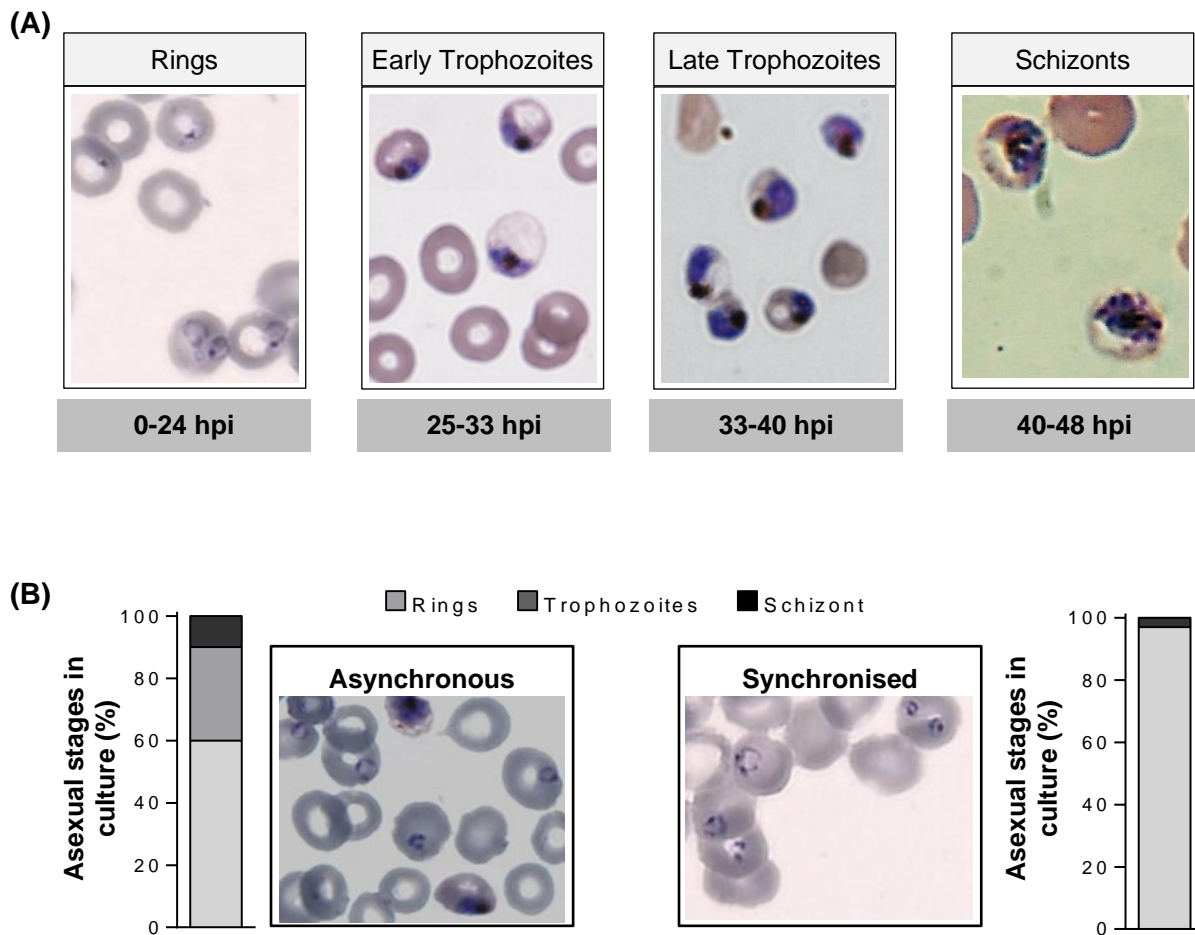 (A)
Rings
Early Trophozoites
Late Trophozoites
Schizonts
0-24 hpi
25-33 hpi
33-40 hpi
40-48 hpi
(B)
Rings
Trophozoites
Schizont
Asexual stages in
culture (%)
100
80
60
40
20
0
Asynchronous
Synchronised
Asexual stages in
culture (%)
100
80
60
40
20
0